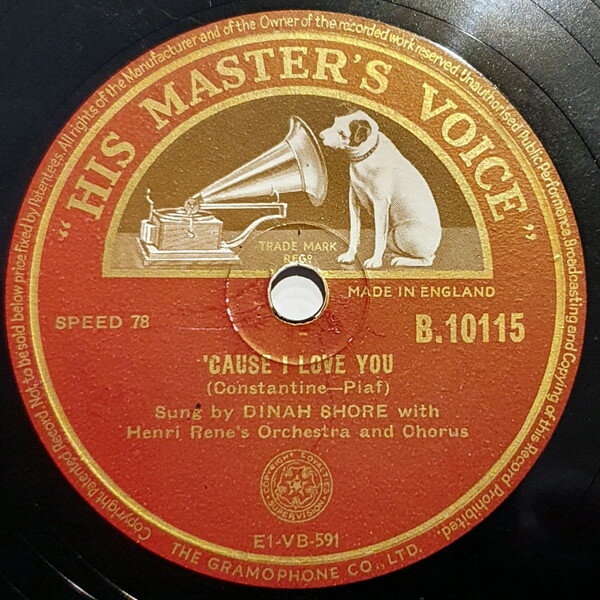 Copyright Patented Record Not to be sold below price fixed by Patentees. All rights of the Manufacturer and of the Owner of the recorded work reserved. Unauthorised Public Performance, Broadcasting and Copying of this Record Prohibited.
"HIS MASTER'S VOICE"
TRADE MARK
REGD
MADE IN ENGLAND
SPEED 78
B.10115
'CAUSE I LOVE YOU
(Constantine—Piaf)
Sung by DINAH SHORE with
Henri Rene's Orchestra and Chorus
COPYRIGHT ROYALTIES
SUPERVISION
E1-VB-591
THE GRAMOPHONE CO., LTD.